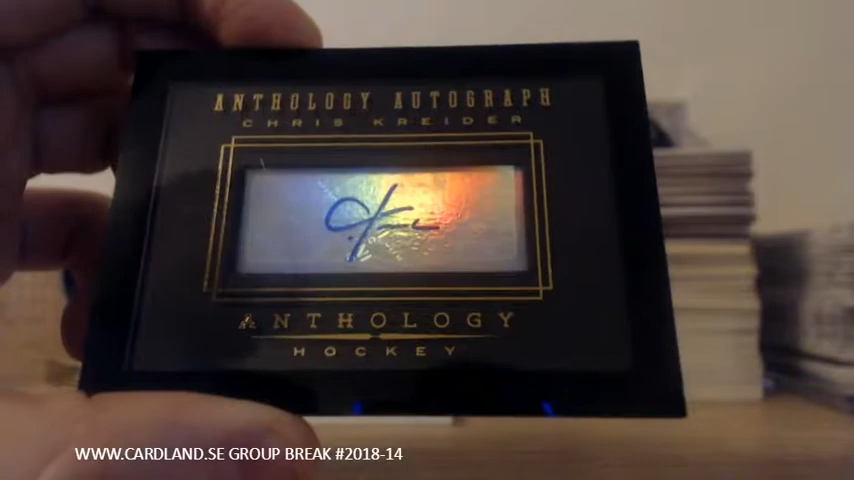 ANTHOLOGY AUTOGRAPH
CHRIS KREIDER
ANTHOLOGY
HOCKEY
WWW.CARDLAND.SE GROUP BREAK #2018-14